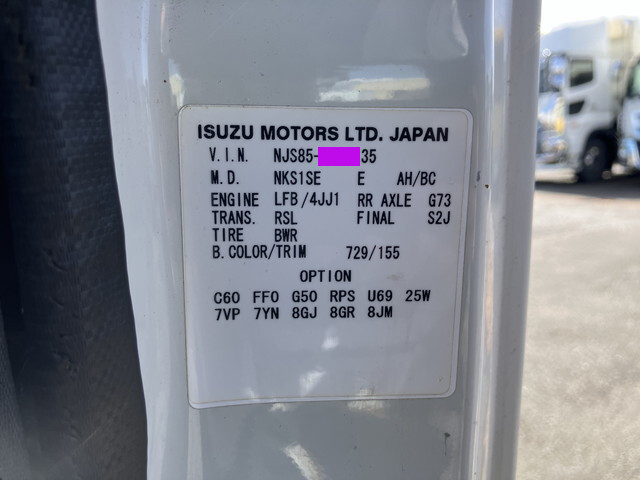 ISUZU MOTORS LTD. JAPAN
V.I.N. NJS85- 35
M.D. NKS1SE E AH/BC
ENGINE LFB/4JJ1 RR AXLE G73
TRANS. RSL FINAL S2J
TIRE BWR
B.COLOR/TRIM 729/155
OPTION
C60 FF0 G50 RPS U69 25W
7VP 7YN 8GJ 8GR 8JM